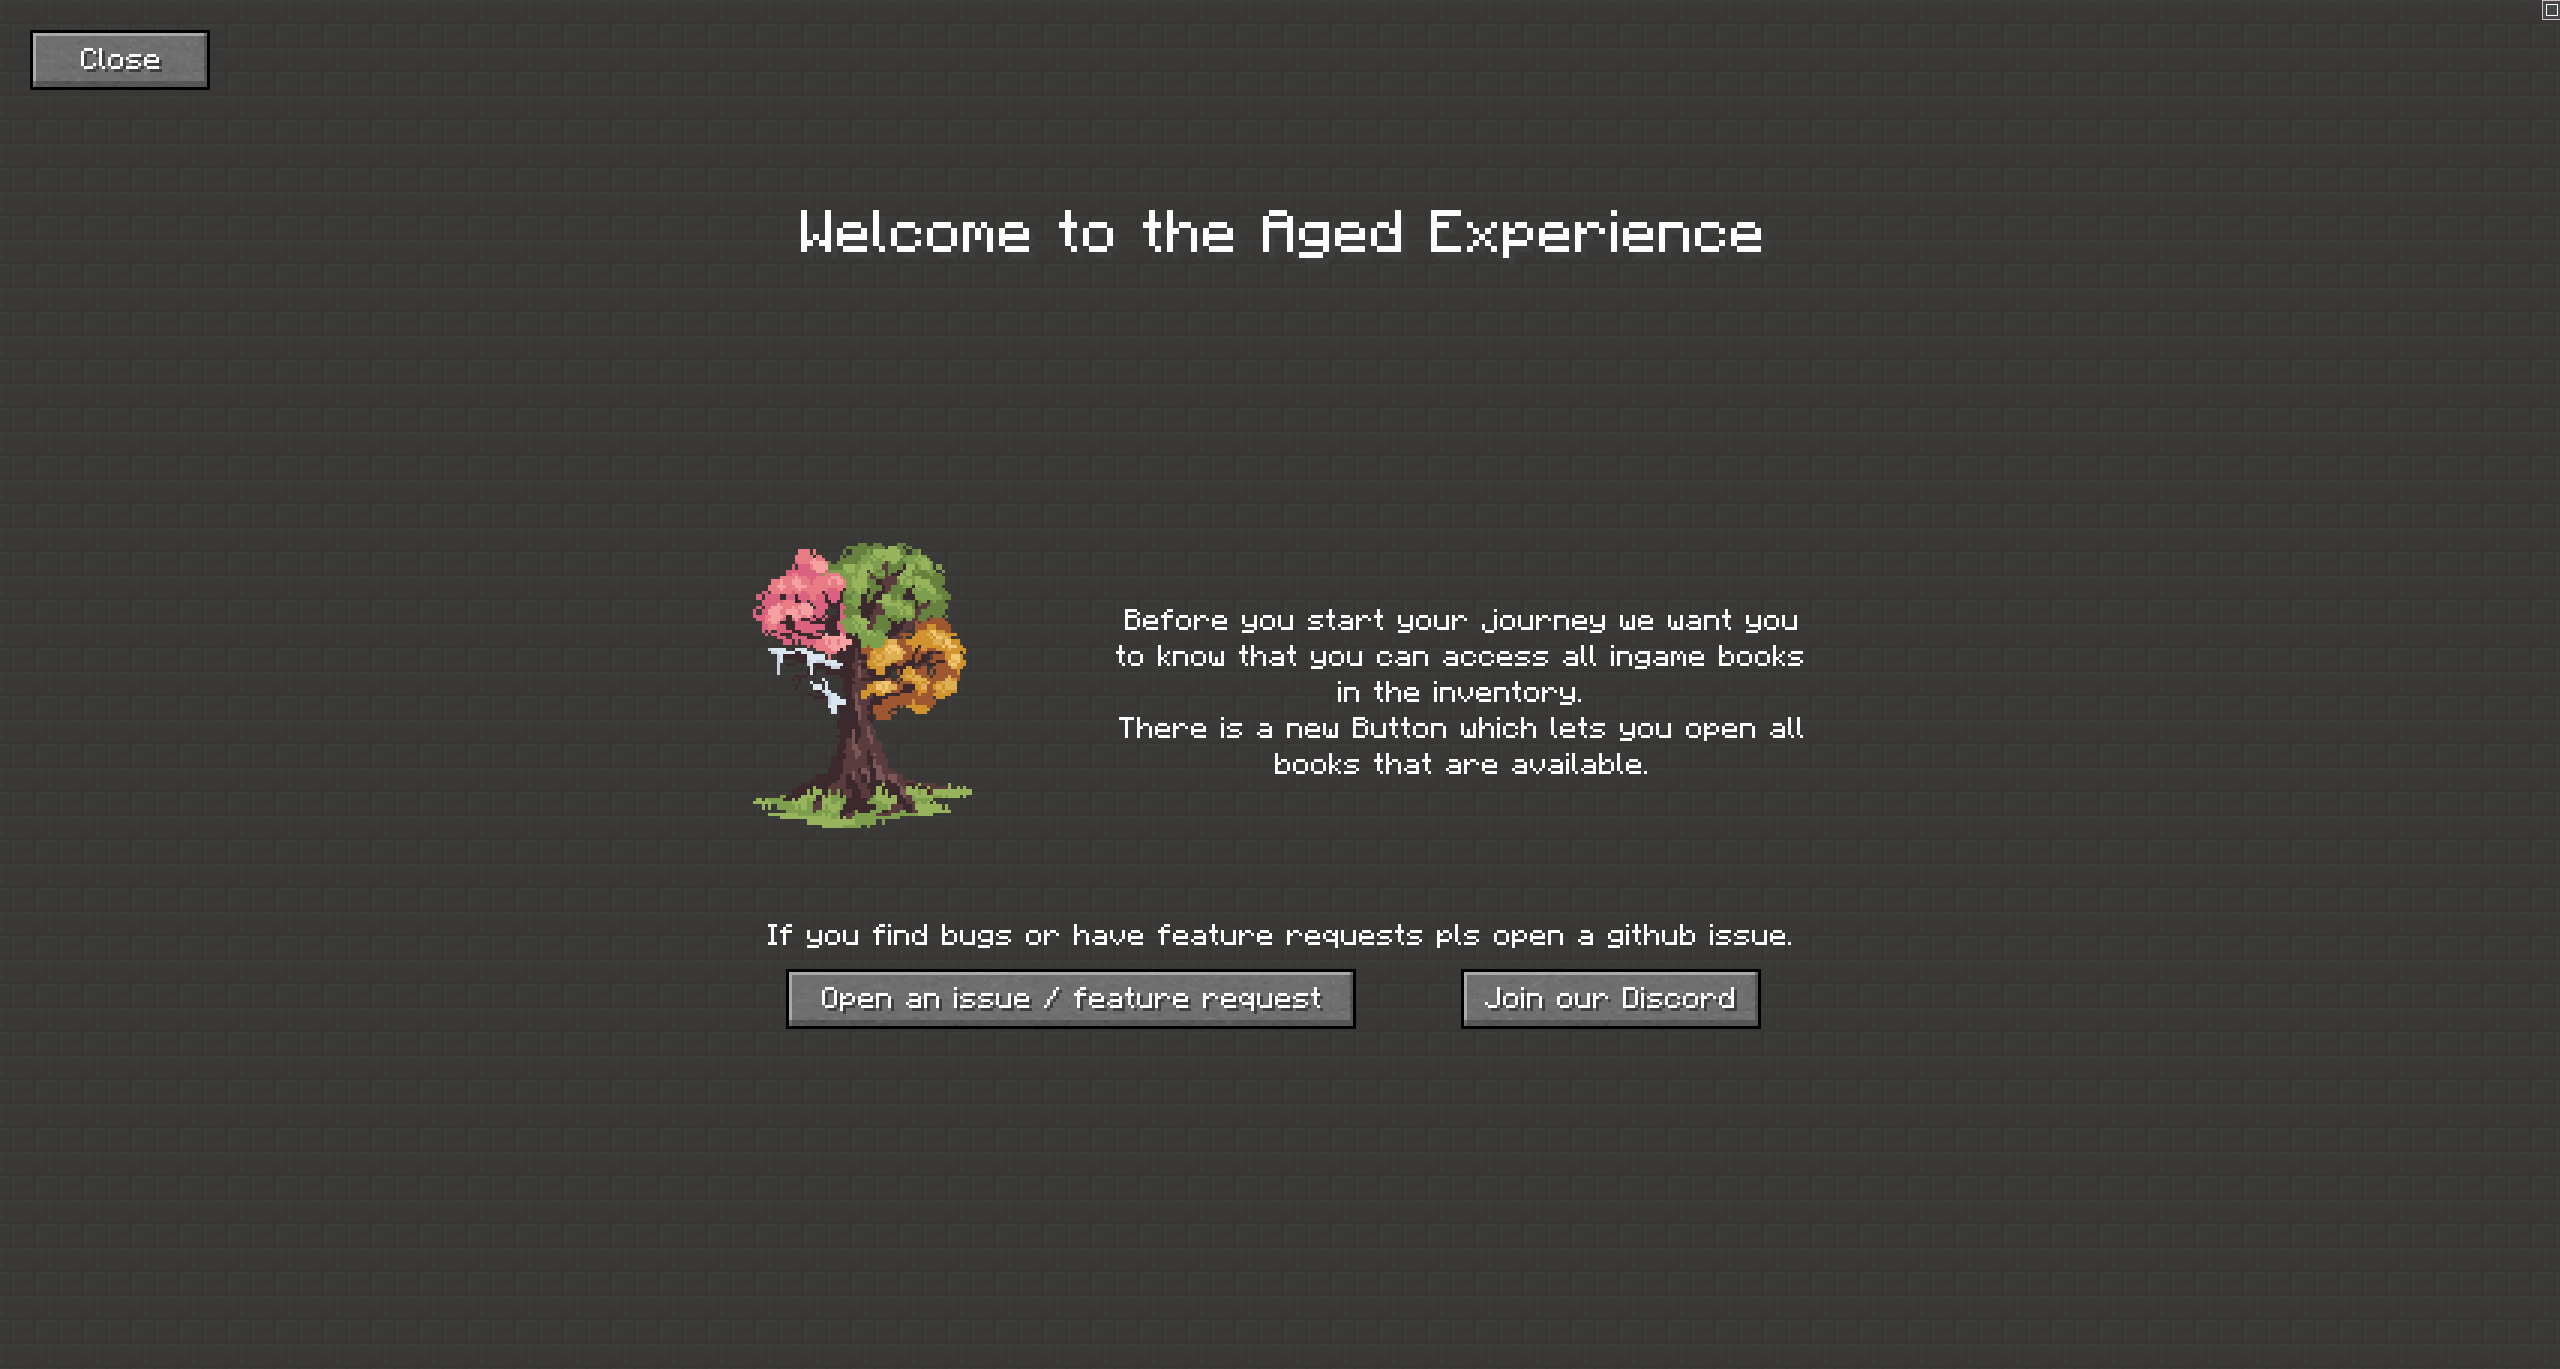 Close
Welcome to the Aged Experience
Before you start your journey we want you
to know that you can access all ingame books
in the inventory.
There is a new Button which lets you open all
books that are available.
If you find bugs or have feature requests pls open a github issue.
Open an issue / feature request
Join our Discord